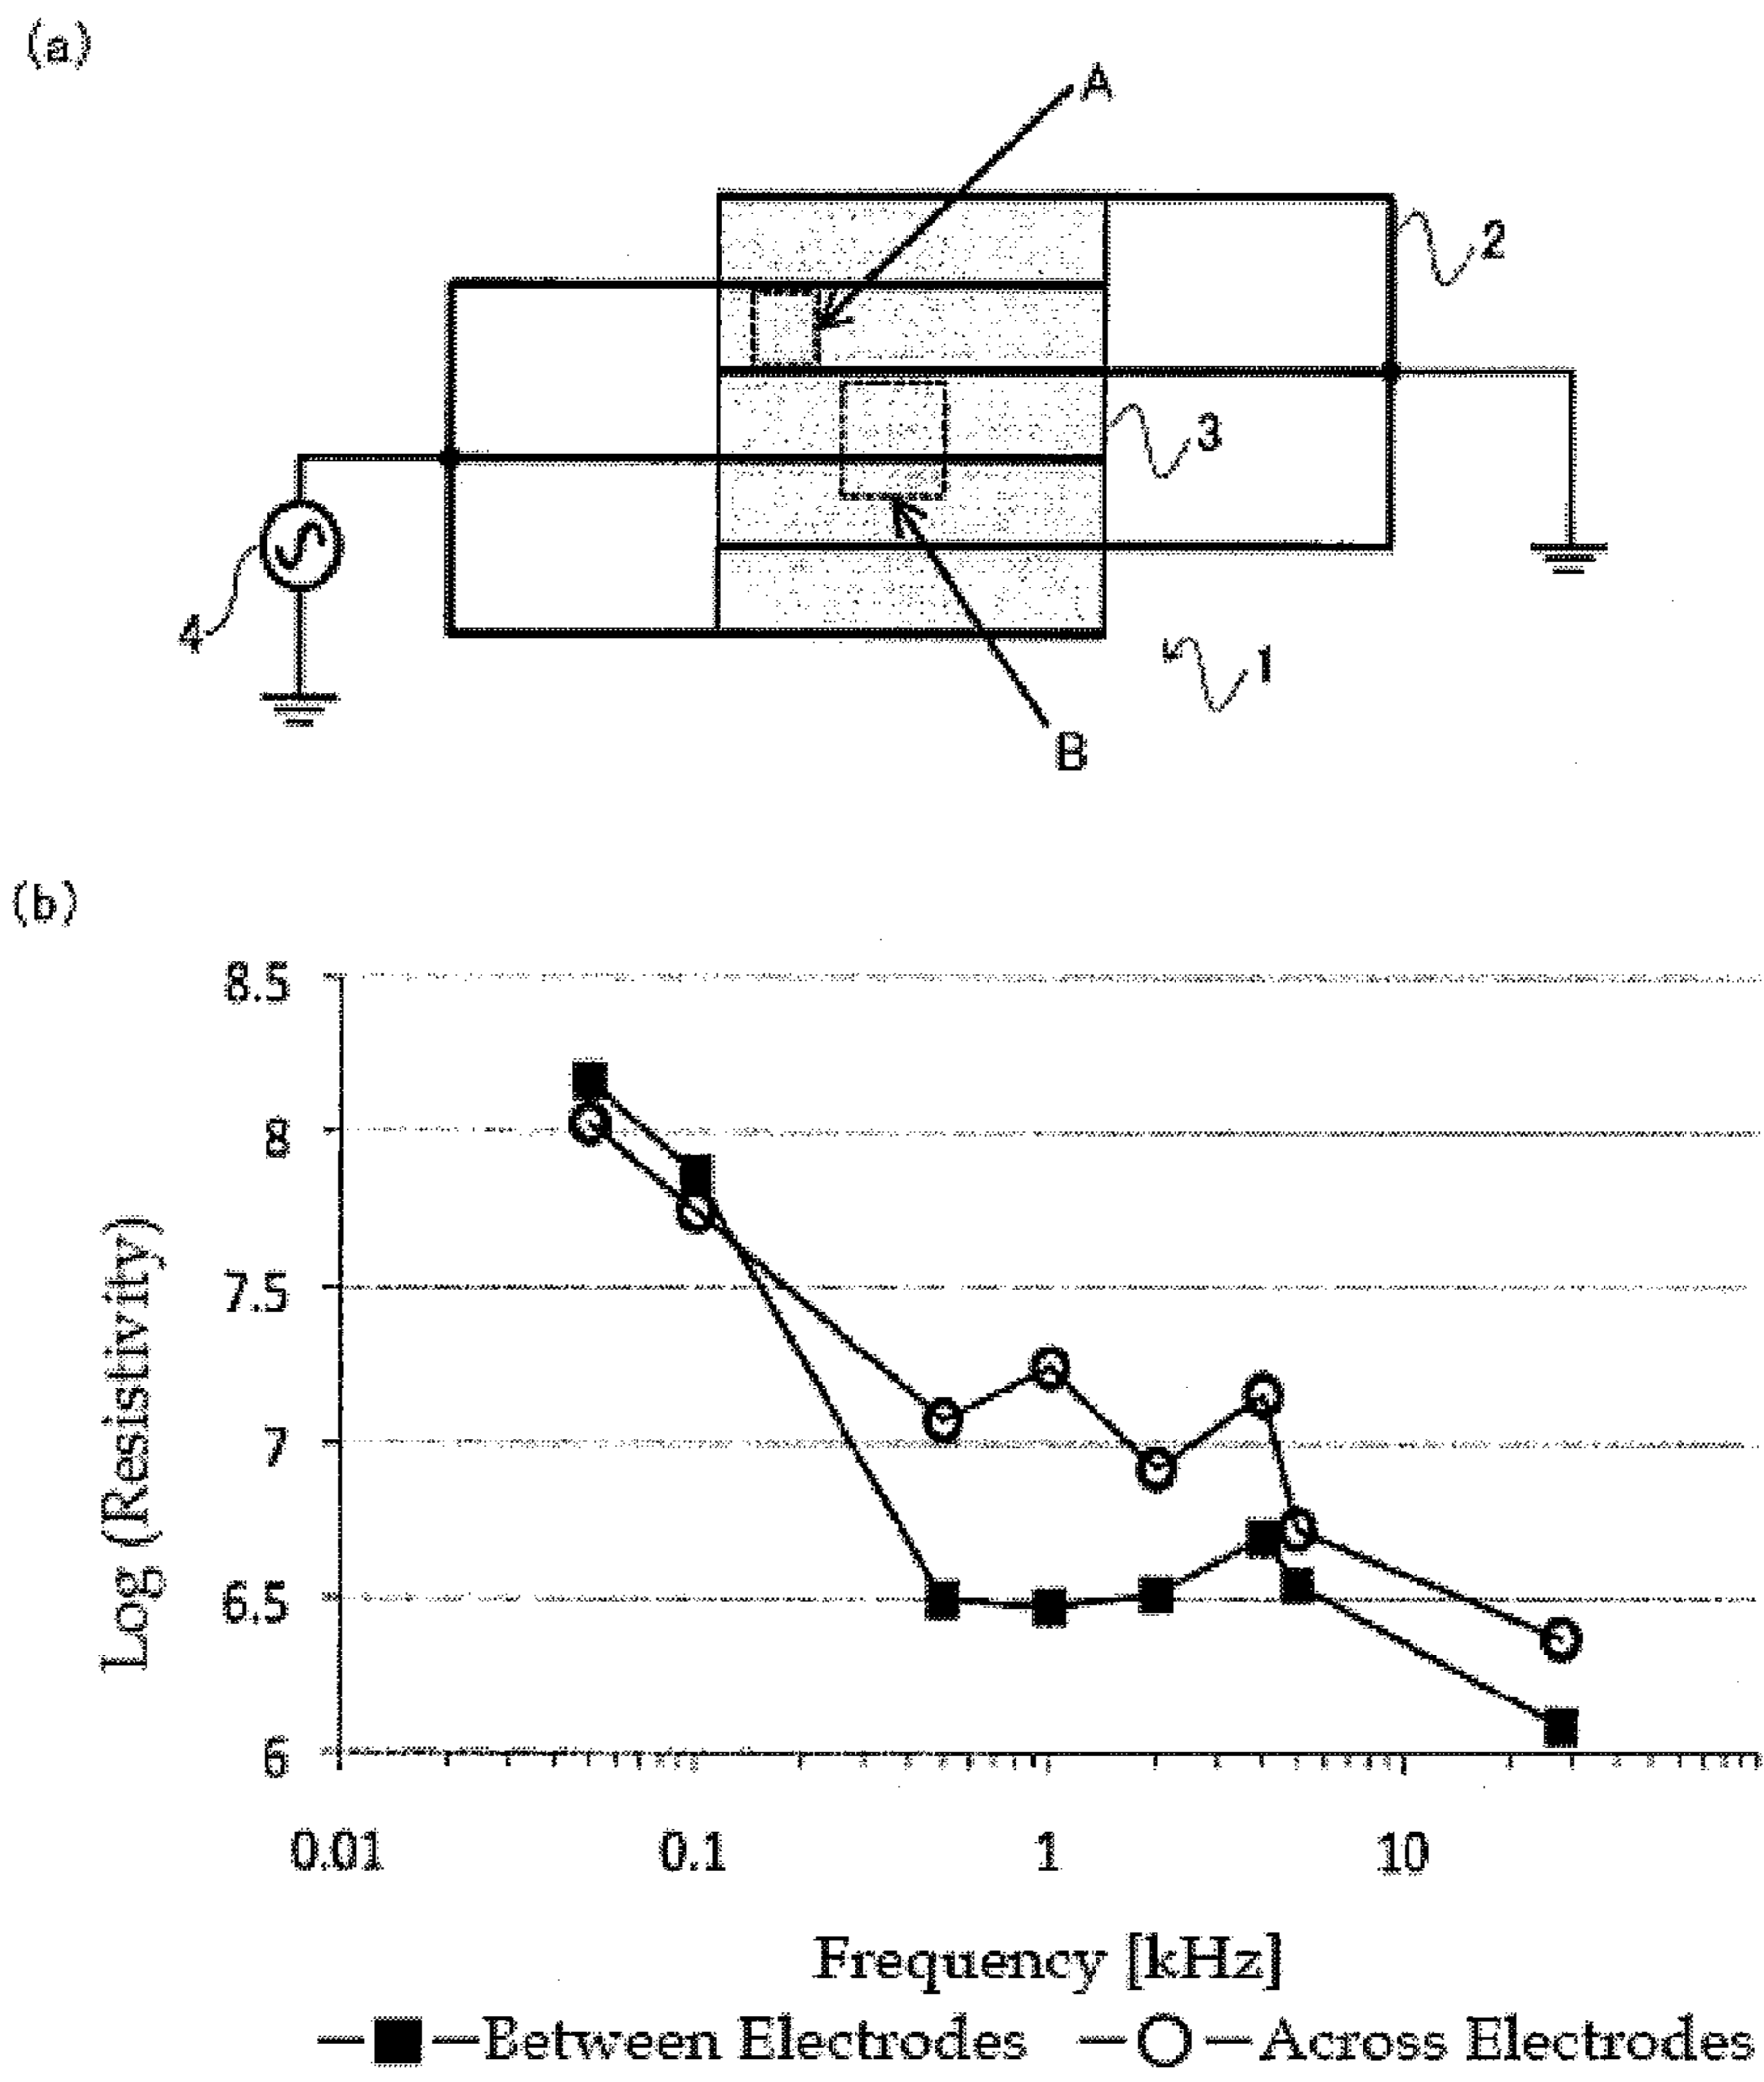 (a)
A
2
3
4
1
B
(b)
8.5
8
7.5
7
6.5
6
Log (Resistivity)
0.01 0.1 1 10
Frequency [kHz]
Between Electrodes Across Electrodes